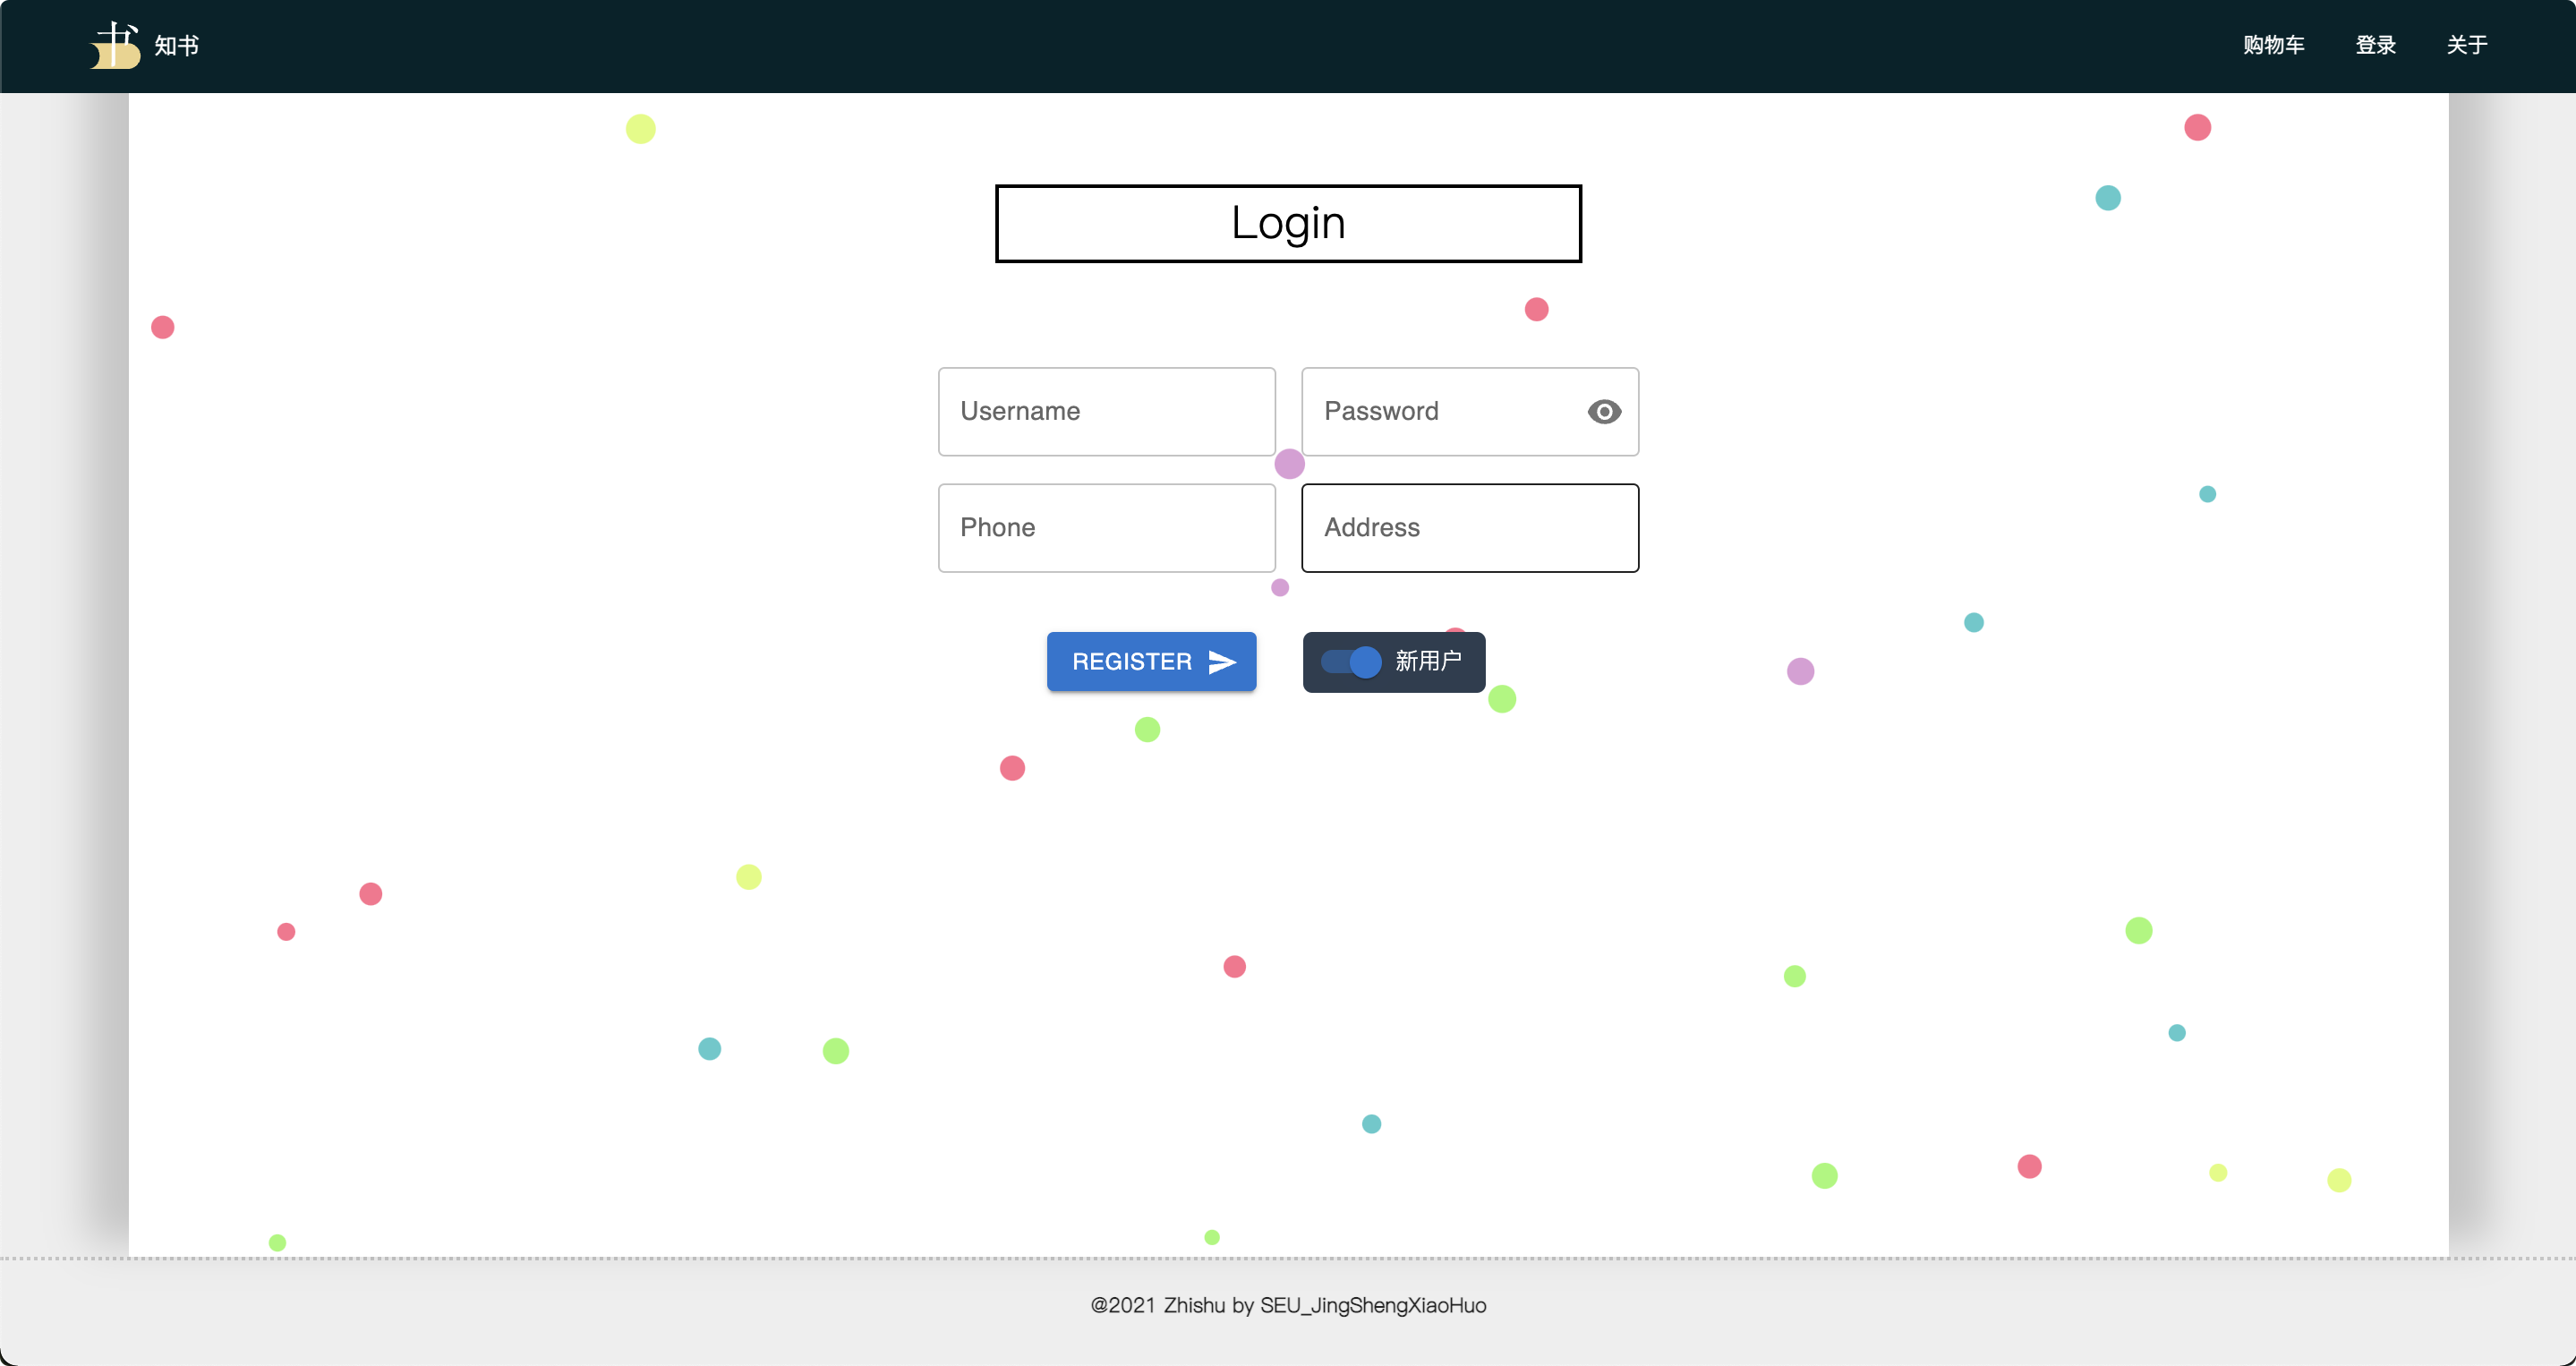 书 知书
购物车 登录 关于
Login
Username
Password
Phone
Address
REGISTER
新用户
@2021 Zhishu by SEU_JingShengXiaoHuo